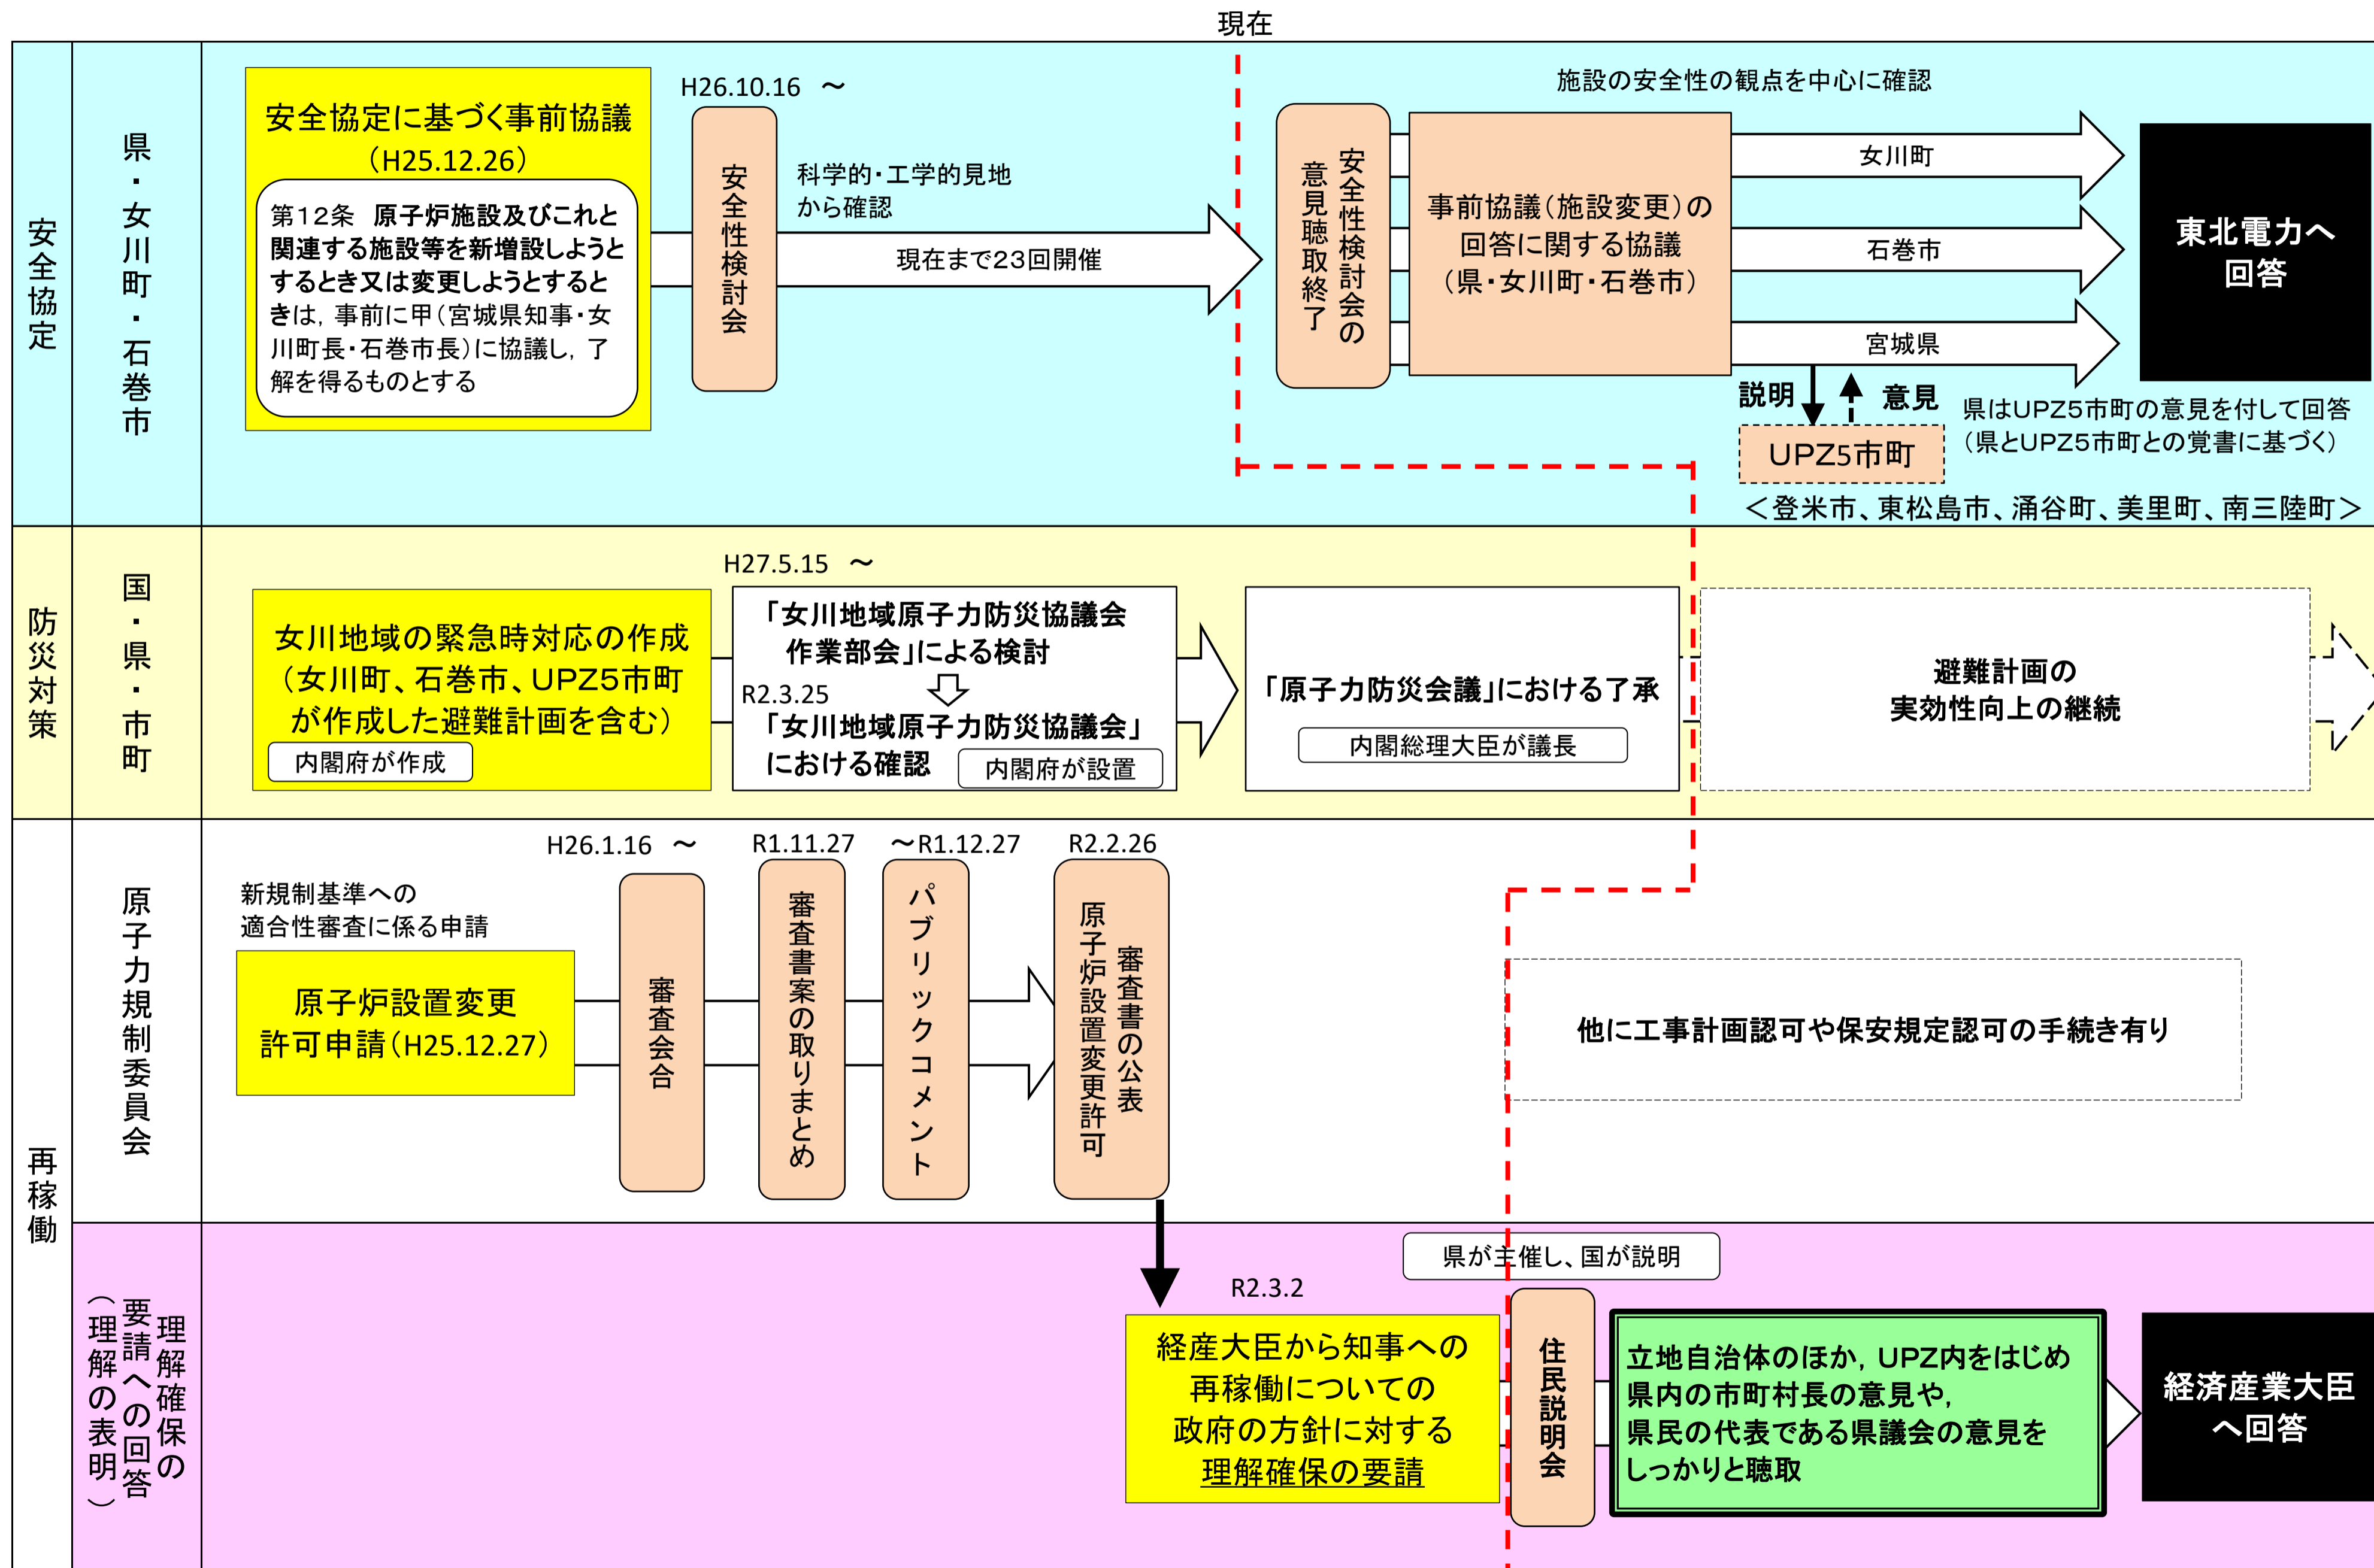 現在
安全協定
県・女川町・石巻市
安全協定に基づく事前協議
（H25.12.26）
第12条　原子炉施設及びこれと
関連する施設等を新増設しようと
するとき又は変更しようとすると
きは，事前に甲（宮城県知事・女
川町長・石巻市長）に協議し，了
解を得るものとする
H26.10.16　～
安全性検討会
科学的・工学的見地
から確認
現在まで23回開催
安全性検討会の
意見聴取終了
施設の安全性の観点を中心に確認
事前協議（施設変更）の
回答に関する協議
（県・女川町・石巻市）
女川町
石巻市
宮城県
東北電力へ
回答
説明
意見
UPZ5市町
県はUPZ5市町の意見を付して回答
（県とUPZ5市町との覚書に基づく）
＜登米市、東松島市、涌谷町、美里町、南三陸町＞
防災対策
国・県・市町
女川地域の緊急時対応の作成
（女川町、石巻市、UPZ5市町
が作成した避難計画を含む）
内閣府が作成
H27.5.15　～
「女川地域原子力防災協議会
作業部会」による検討
R2.3.25
「女川地域原子力防災協議会」
における確認
内閣府が設置
「原子力防災会議」における了承
内閣総理大臣が議長
避難計画の
実効性向上の継続
再稼働
原子力規制委員会
新規制基準への
適合性審査に係る申請
原子炉設置変更
許可申請（H25.12.27）
H26.1.16　～
審査会合
R1.11.27
審査書案の取りまとめ
～R1.12.27
パブリックコメント
R2.2.26
審査書の公表
原子炉設置変更許可
他に工事計画認可や保安規定認可の手続き有り
理解確保の
要請への回答
（理解の表明）
R2.3.2
経産大臣から知事への
再稼働についての
政府の方針に対する
理解確保の要請
県が主催し、国が説明
住民説明会
立地自治体のほか，UPZ内をはじめ
県内の市町村長の意見や，
県民の代表である県議会の意見を
しっかりと聴取
経済産業大臣
へ回答